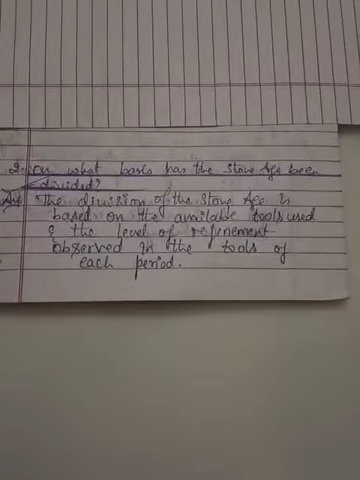 2- On what basis has the Stone Age been
divided?
Ans The division of the Stone Age is
based on the available tools used
& the level of refinement
observed in the tools of
each period.